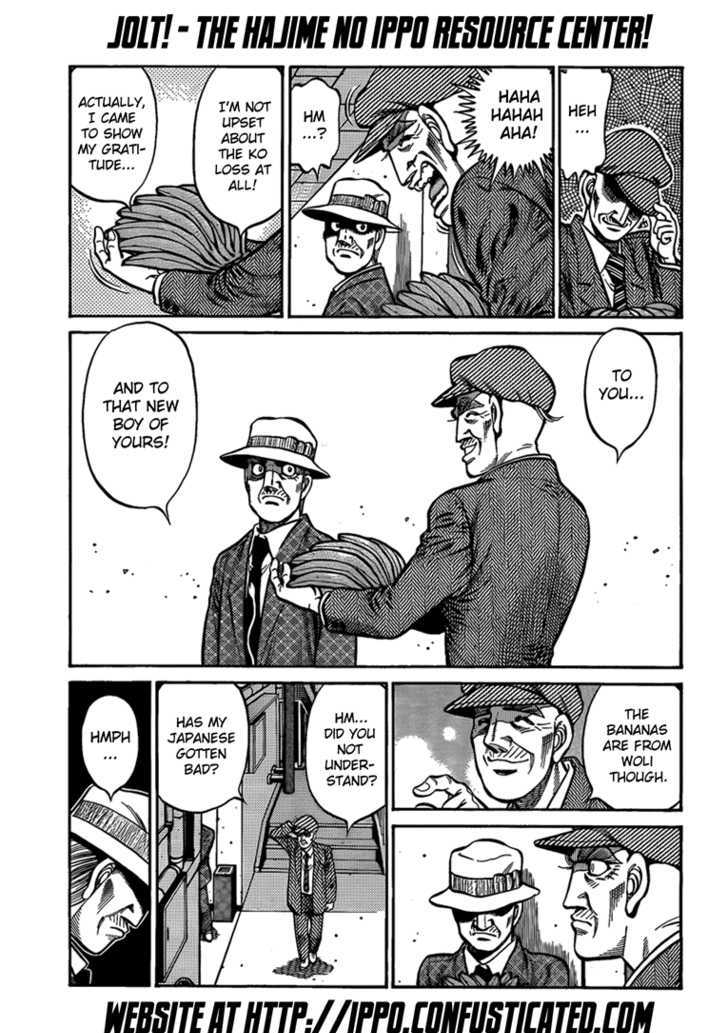 JOLT! - THE HAJIME NO IPPO RESOURCE CENTER!
HEH
...
HAHA
HAHAH
AHA!
HM
...?
I'M NOT
UPSET
ABOUT
THE KO
LOSS AT
ALL!
ACTUALLY,
I CAME
TO SHOW
MY GRATI-
TUDE...
TO
YOU...
AND TO
THAT NEW
BOY OF
YOURS!
THE
BANANAS
ARE FROM
WOLI
THOUGH.
HM...
DID YOU
NOT
UNDER-
STAND?
HAS MY
JAPANESE
GOTTEN
BAD?
HMPH
...
WEBSITE AT HTTP://IPPO.CONFUSTICATED.COM